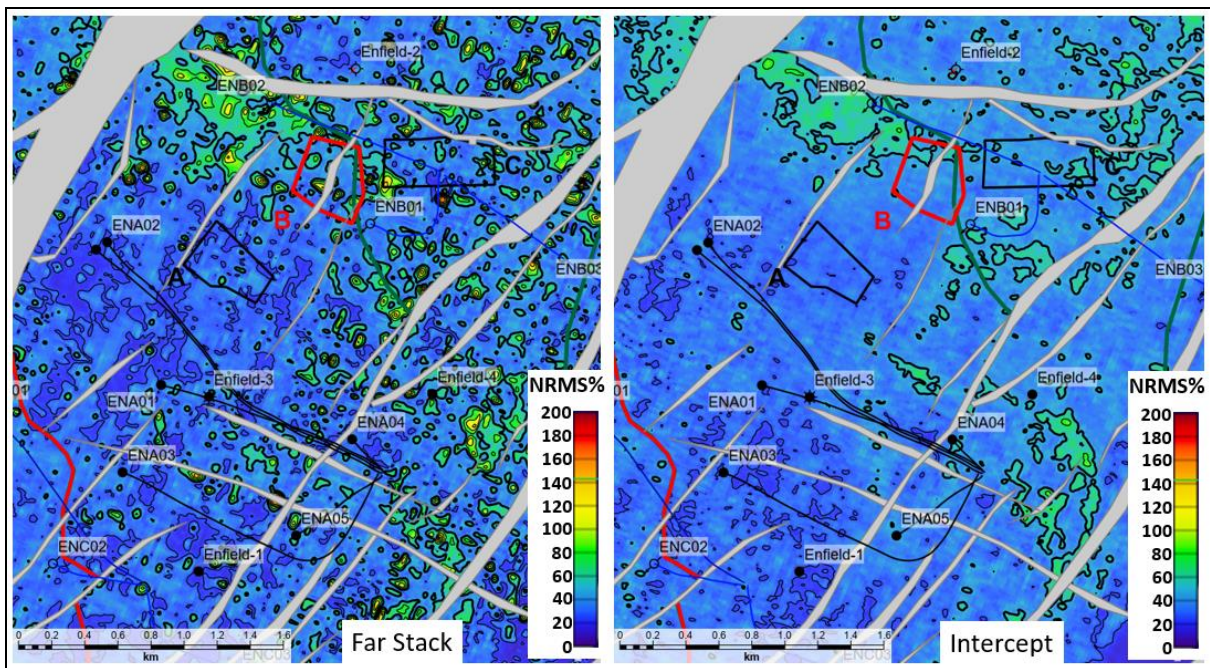 Enfield-2
ENB02
C
B
ENB01
ENA02
A
ENB03
Enfield-3
Enfield-4
ENA01
ENA04
ENA03
ENA05
ENC02
Enfield-1
01
NRMS%
200
180
160
140
120
100
80
60
40
20
0
0.0 0.2 0.4 0.6 0.8 1.0 1.2 1.4 1.6
km
ENC03
Far Stack
Enfield-2
ENB02
C
B
ENB01
ENA02
A
ENB03
Enfield-3
Enfield-4
ENA01
ENA04
ENA03
ENA05
ENC02
Enfield-1
01
NRMS%
200
180
160
140
120
100
80
60
40
20
0
0.0 0.2 0.4 0.6 0.8 1.0 1.2 1.4 1.6
km
ENC03
Intercept